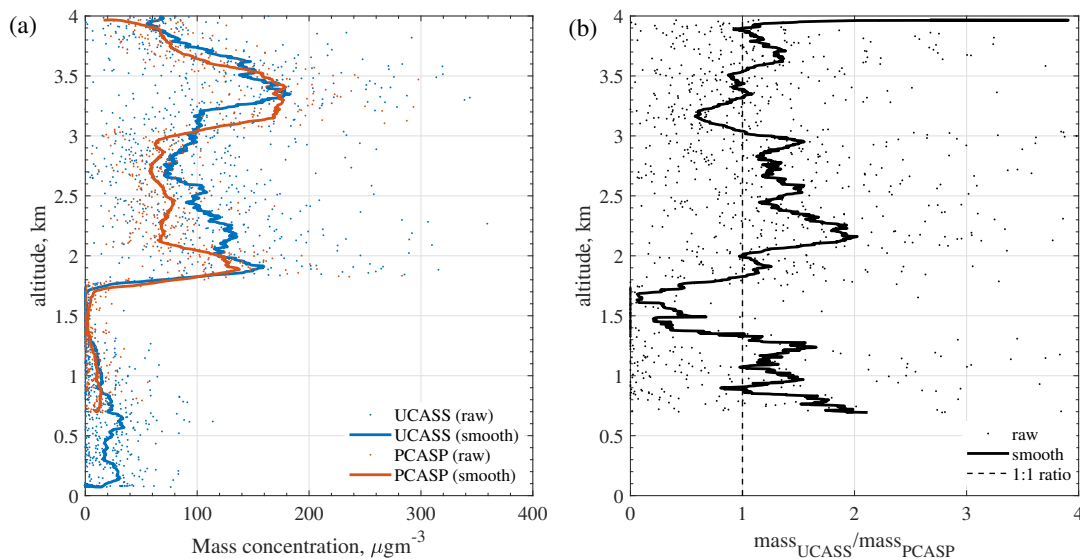 (a)
4
3.5
3
2.5
2
1.5
1
0.5
0
altitude, km
UCASS (raw)
UCASS (smooth)
PCASP (raw)
PCASP (smooth)
0 100 200 300 400
Mass concentration, μgm⁻³
(b)
4
3.5
3
2.5
2
1.5
1
0.5
0
altitude, km
raw
smooth
1:1 ratio
0 1 2 3 4
mass_UCASS/mass_PCASP